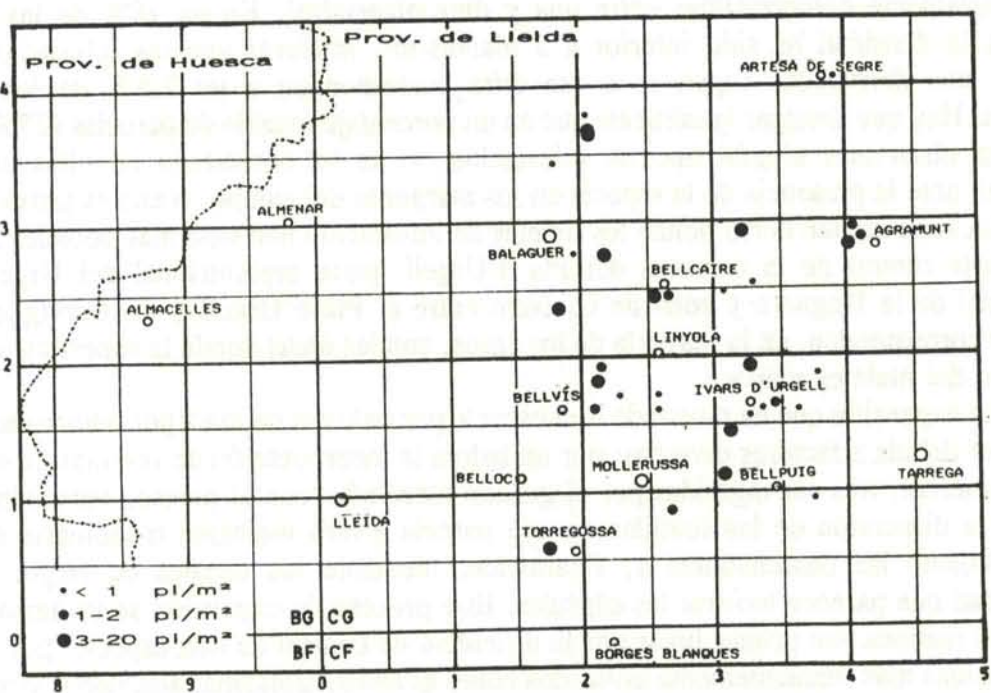 Prov. de Lleida
Prov. de Huesca
ARTESA DE SEGRE
4
ALMENAR
3
AGRAMUNT
BALAGUER
BELLCAIRE
ALMACELLES
LINYOLA
2
IVARS D'URGELL
BELLVÍS
MOLLERUSSA
BELLPUIG
TARREGA
BELLOC
1
LLEIDA
TORREGOSSA
< 1 pl/m²
1-2 pl/m²
3-20 pl/m²
0
BG CG
BF CF
BORGES BLANQUES
8 9 0 1 2 3 4 5